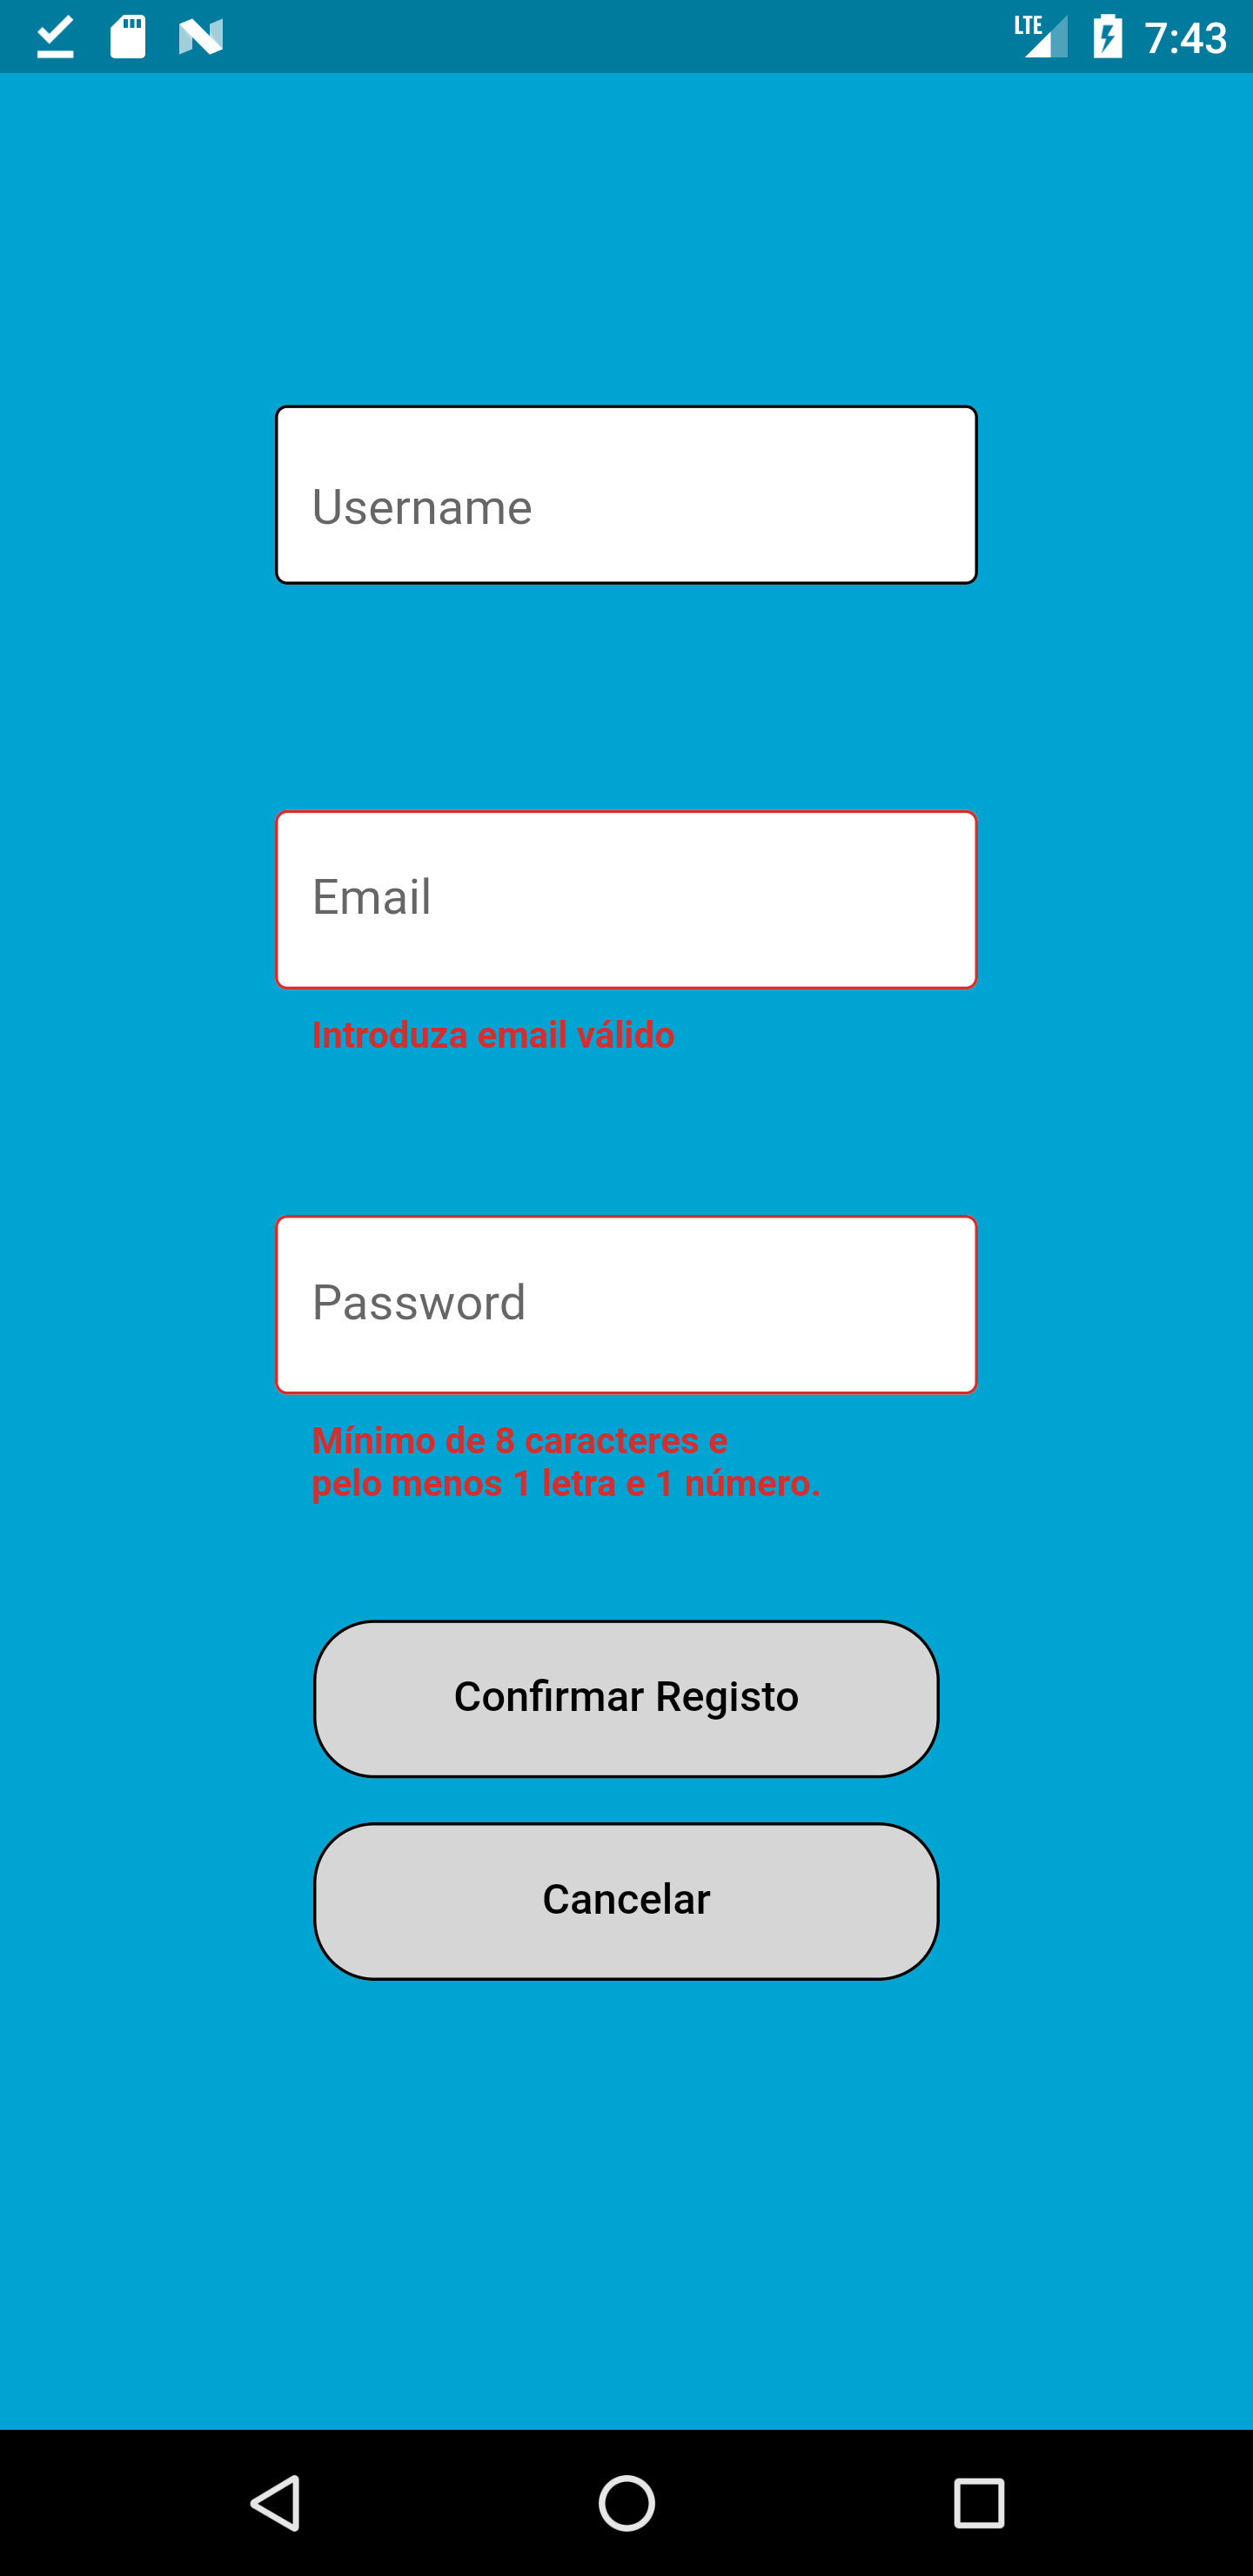 LTE 7:43
Username
Email
Introduza email válido
Password
Mínimo de 8 caracteres e
pelo menos 1 letra e 1 número.
Confirmar Registo
Cancelar